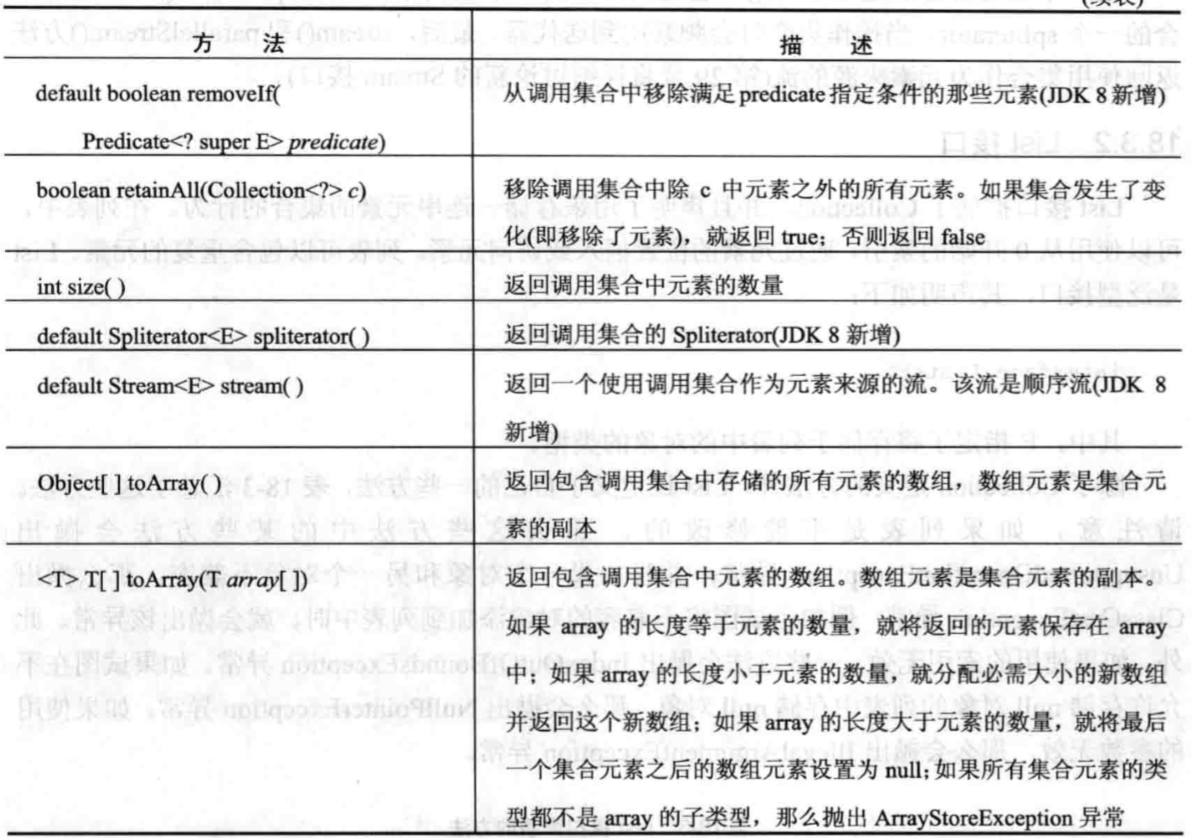 (续表)
方 法
描 述
default boolean removeIf(
Predicate<? super E> predicate)
从调用集合中移除满足 predicate 指定条件的那些元素(JDK 8新增)
boolean retainAll(Collection<?> c)
移除调用集合中除 c 中元素之外的所有元素。如果集合发生了变
化(即移除了元素)，就返回 true；否则返回 false
int size( )
返回调用集合中元素的数量
default Spliterator<E> spliterator( )
返回调用集合的 Spliterator(JDK 8 新增)
default Stream<E> stream( )
返回一个使用调用集合作为元素来源的流。该流是顺序流(JDK 8
新增)
Object[ ] toArray( )
返回包含调用集合中存储的所有元素的数组，数组元素是集合元
素的副本
<T> T[ ] toArray(T array[ ])
返回包含调用集合中元素的数组。数组元素是集合元素的副本。
如果 array 的长度等于元素的数量，就将返回的元素保存在 array
中；如果 array 的长度小于元素的数量，就分配必需大小的新数组
并返回这个新数组；如果 array 的长度大于元素的数量，就将最后
一个集合元素之后的数组元素设置为 null；如果所有集合元素的类
型都不是 array 的子类型，那么抛出 ArrayStoreException 异常